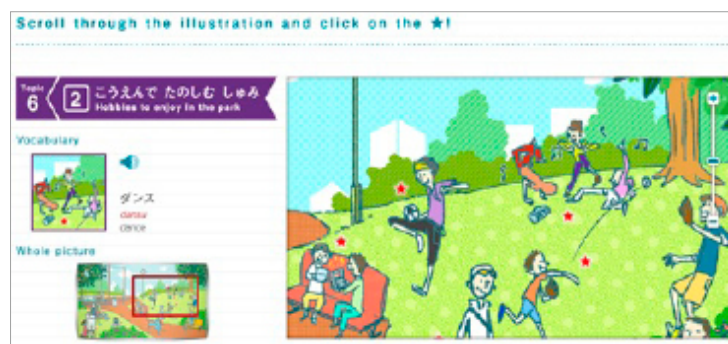 Scroll through the illustration and click on the ★!
Topic
6
2
こうえんで たのしむ しゅみ
Hobbies to enjoy in the park
Vocabulary
ダンス
dansu
dance
Whole picture